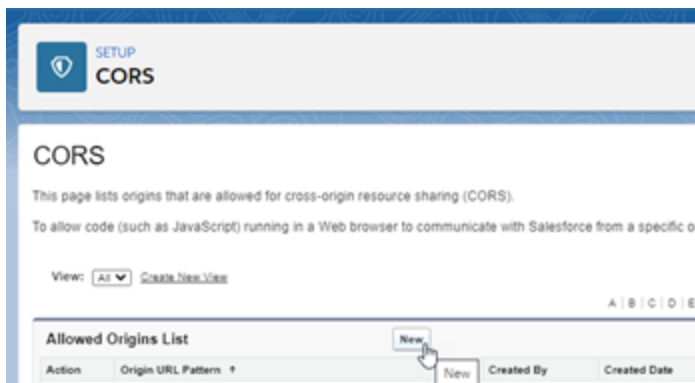 SETUP
CORS
CORS
This page lists origins that are allowed for cross-origin resource sharing (CORS).
To allow code (such as JavaScript) running in a Web browser to communicate with Salesforce from a specific o
View: All Create New View
A | B | C | D | E
Allowed Origins List New
New
Action Origin URL Pattern ↑ Created By Created Date